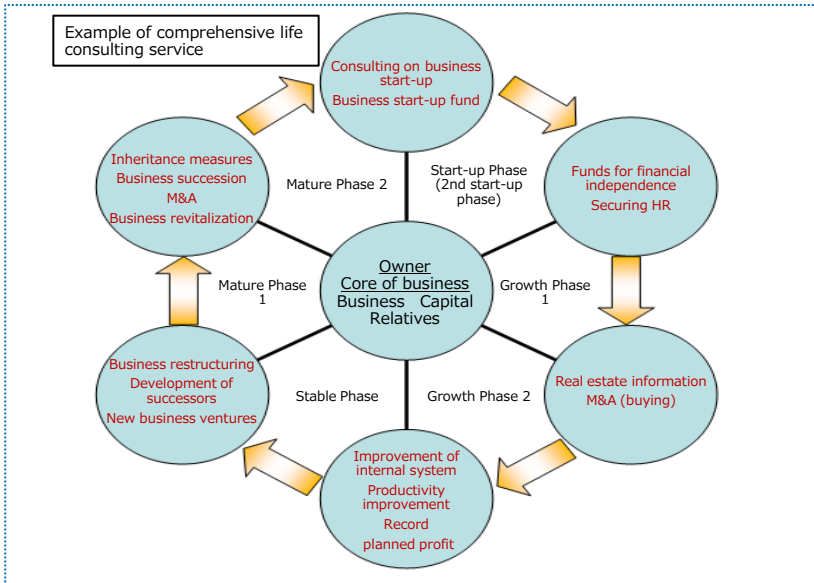 Example of comprehensive life
consulting service
Consulting on business
start-up
Business start-up fund
Inheritance measures
Business succession
M&A
Business revitalization
Mature Phase 2
Start-up Phase
(2nd start-up
phase)
Funds for financial
independence
Securing HR
Mature Phase
1
Owner
Core of business
Business Capital
Relatives
Growth Phase
1
Business restructuring
Development of
successors
New business ventures
Stable Phase
Growth Phase 2
Real estate information
M&A (buying)
Improvement of
internal system
Productivity
improvement
Record
planned profit